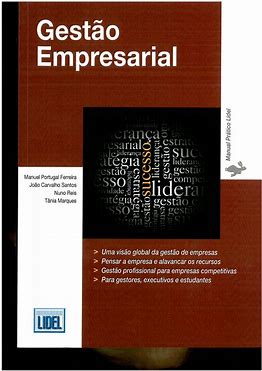 Gestão
Empresarial
Manuel Portugal Ferreira
João Carvalho Santos
Nuno Reis
Tânia Marques
Manual Prático Lidel
sucesso
liderança
> Uma visão global da gestão de empresas
> Pensar a empresa e alavancar os recursos
> Gestão profissional para empresas competitivas
> Para gestores, executivos e estudantes
LIDEL